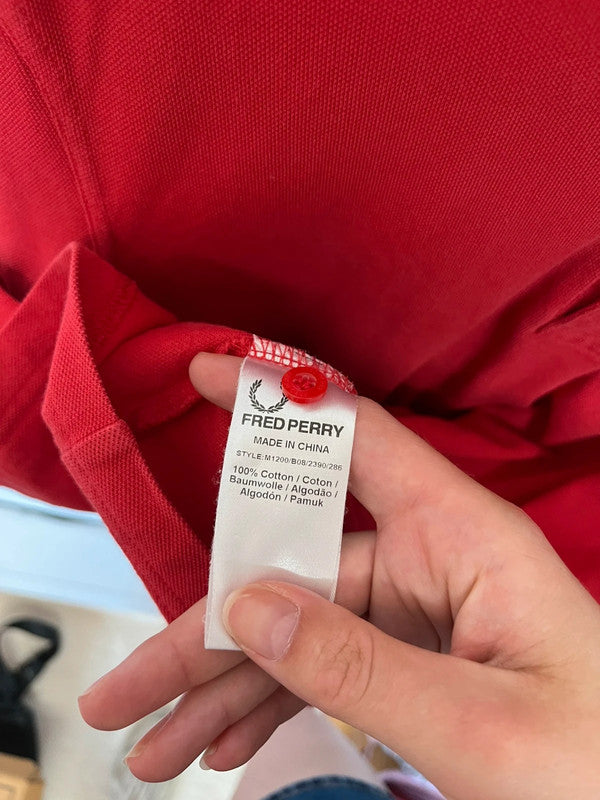 FRED PERRY
MADE IN CHINA
STYLE:M1200/B08/2390/286
100% Cotton / Coton /
Baumwolle / Algodão /
Algodón / Pamuk